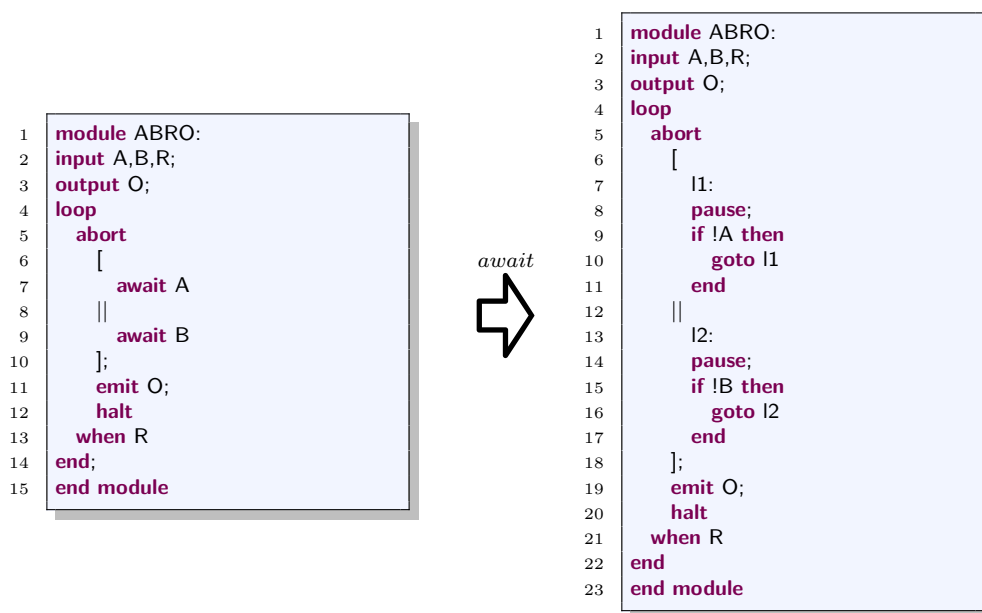 1 module ABRO:
2 input A,B,R;
3 output O;
4 loop
5 abort
6 [
7 await A
8 ||
9 await B
10 ];
11 emit O;
12 halt
13 when R
14 end;
15 end module
await
1 module ABRO:
2 input A,B,R;
3 output O;
4 loop
5 abort
6 [
7 l1:
8 pause;
9 if !A then
10 goto l1
11 end
12 ||
13 l2:
14 pause;
15 if !B then
16 goto l2
17 end
18 ];
19 emit O;
20 halt
21 when R
22 end
23 end module